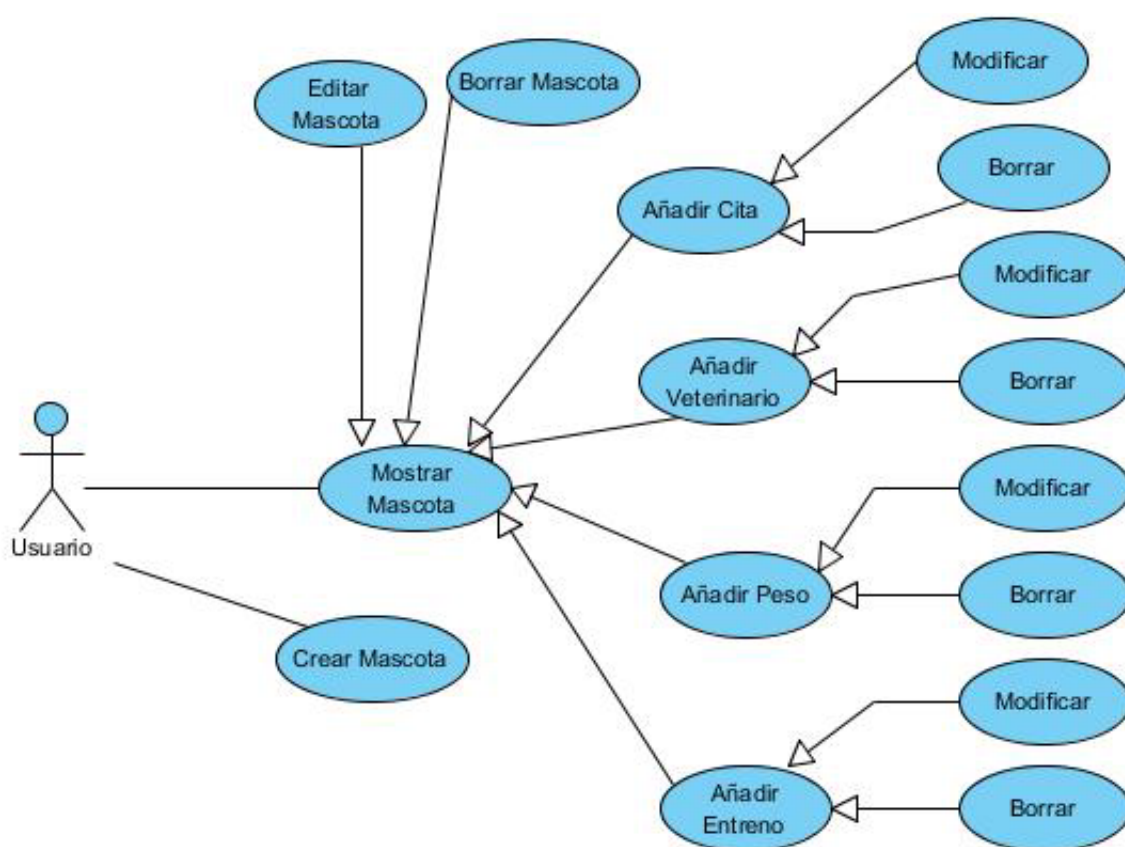 Modificar
Editar
Mascota
Borrar Mascota
Borrar
Añadir Cita
Modificar
Añadir
Veterinario
Borrar
Mostrar
Mascota
Modificar
Usuario
Añadir Peso
Borrar
Crear Mascota
Modificar
Añadir
Entreno
Borrar